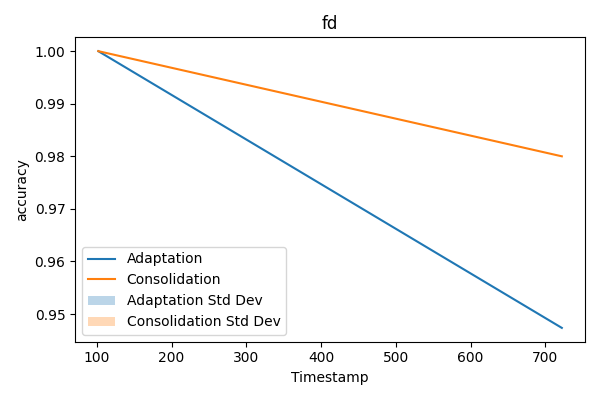 fd
1.00
0.99
0.98
0.97
0.96
0.95
accuracy
Adaptation
Consolidation
Adaptation Std Dev
Consolidation Std Dev
100 200 300 400 500 600 700
Timestamp